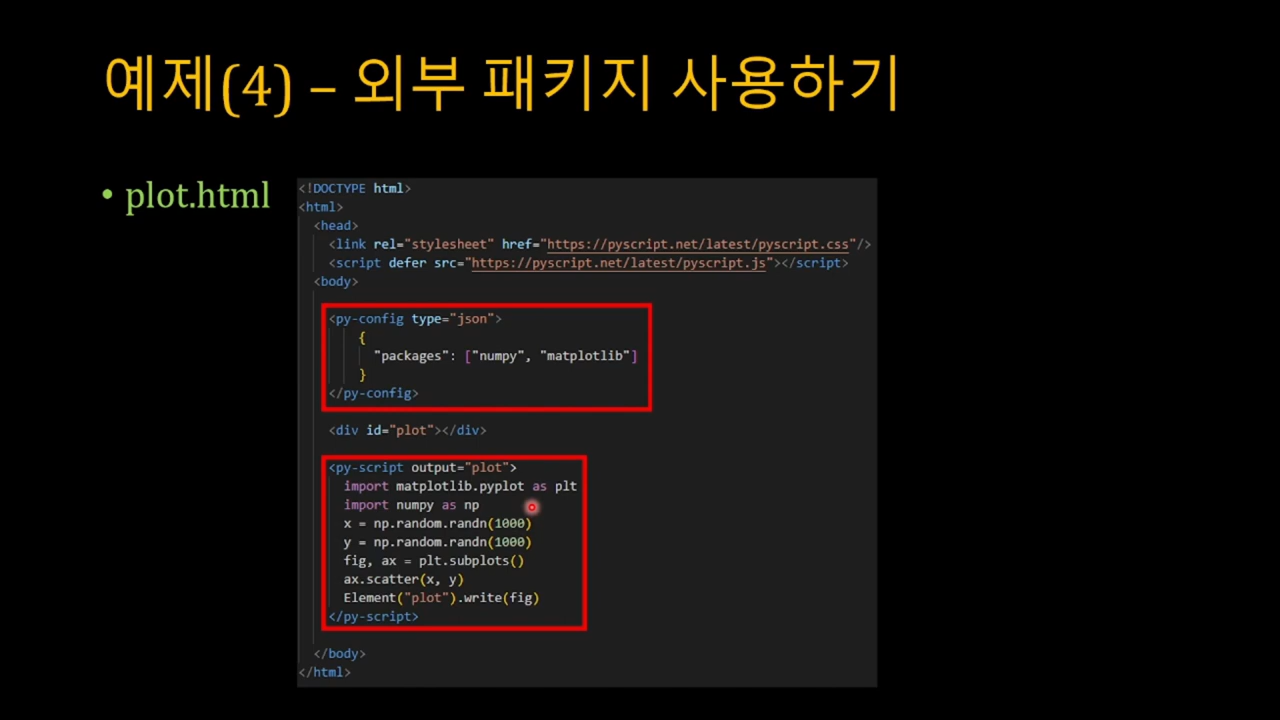 예제(4) – 외부 패키지 사용하기
• plot.html
<!DOCTYPE html>
<html>
<head>
<link rel="stylesheet" href="https://pyscript.net/latest/pyscript.css"/>
<script defer src="https://pyscript.net/latest/pyscript.js"></script>
<body>
<py-config type="json">
{
"packages": ["numpy", "matplotlib"]
}
</py-config>
<div id="plot"></div>
<py-script output="plot">
import matplotlib.pyplot as plt
import numpy as np
x = np.random.randn(1000)
y = np.random.randn(1000)
fig, ax = plt.subplots()
ax.scatter(x, y)
Element("plot").write(fig)
</py-script>
</body>
</html>